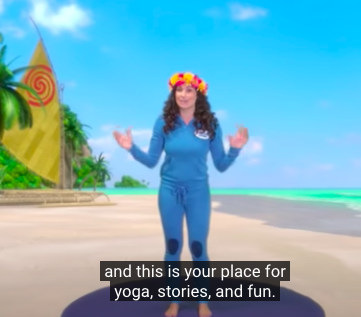 and this is your place for
yoga, stories, and fun.